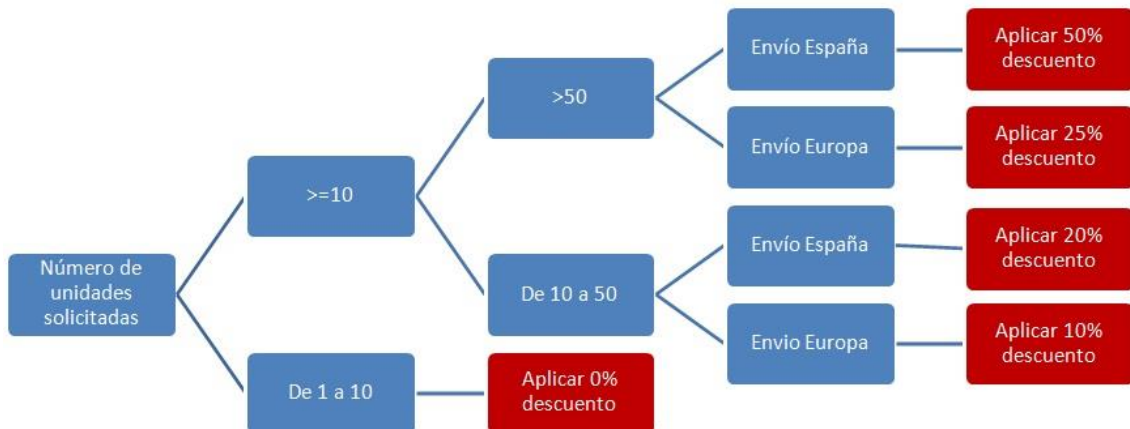 Número de
unidades
solicitadas
>=10
De 1 a 10
>50
De 10 a 50
Aplicar 0%
descuento
Envío España
Envío Europa
Envío España
Envio Europa
Aplicar 50%
descuento
Aplicar 25%
descuento
Aplicar 20%
descuento
Aplicar 10%
descuento